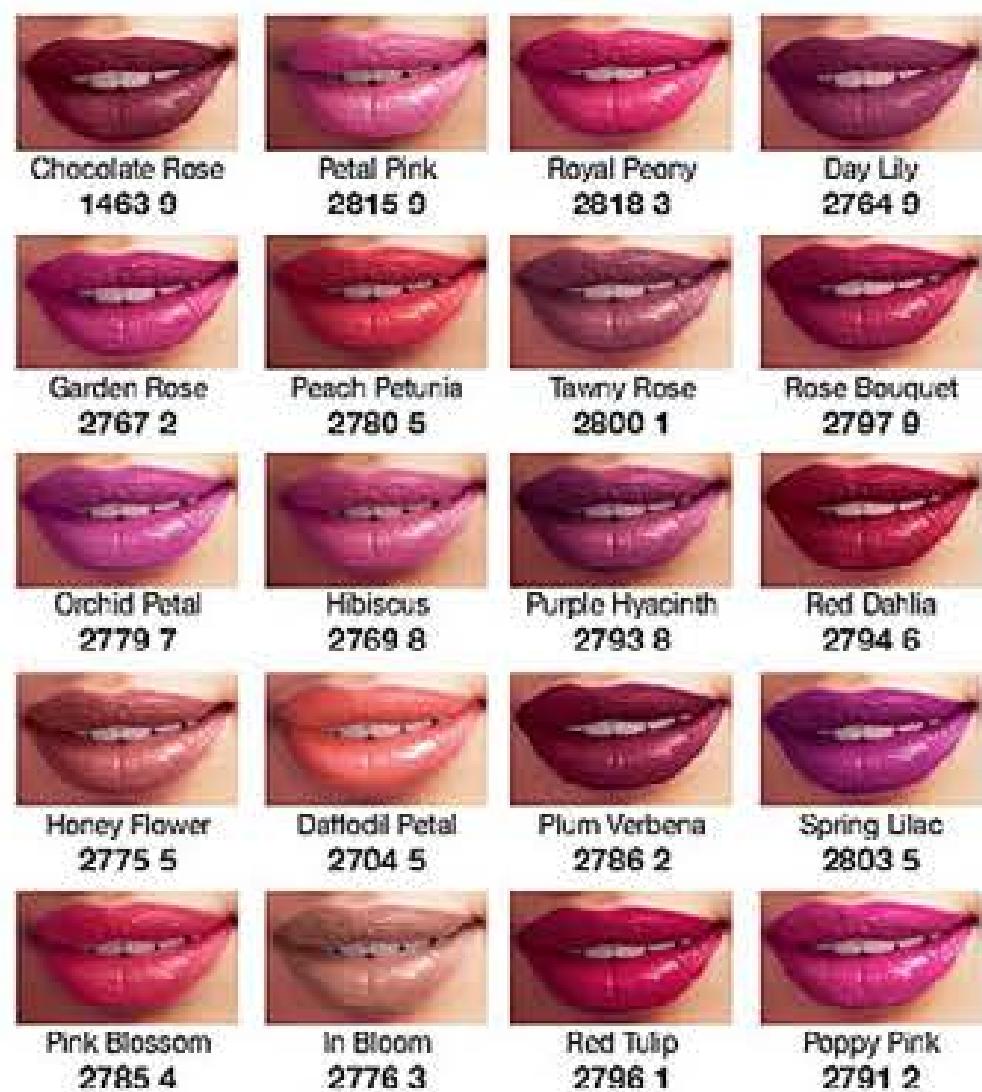 Chocolate Rose
1463 9
Petal Pink
2815 9
Royal Peony
2818 3
Day Lily
2764 9
Garden Rose
2767 2
Peach Petunia
2780 5
Tawny Rose
2800 1
Rose Bouquet
2797 9
Orchid Petal
2779 7
Hibiscus
2769 8
Purple Hyacinth
2793 8
Red Dahlia
2794 6
Honey Flower
2775 5
Daffodil Petal
2704 5
Plum Verbena
2786 2
Spring Lilac
2803 5
Pink Blossom
2785 4
In Bloom
2776 3
Red Tulip
2796 1
Poppy Pink
2791 2